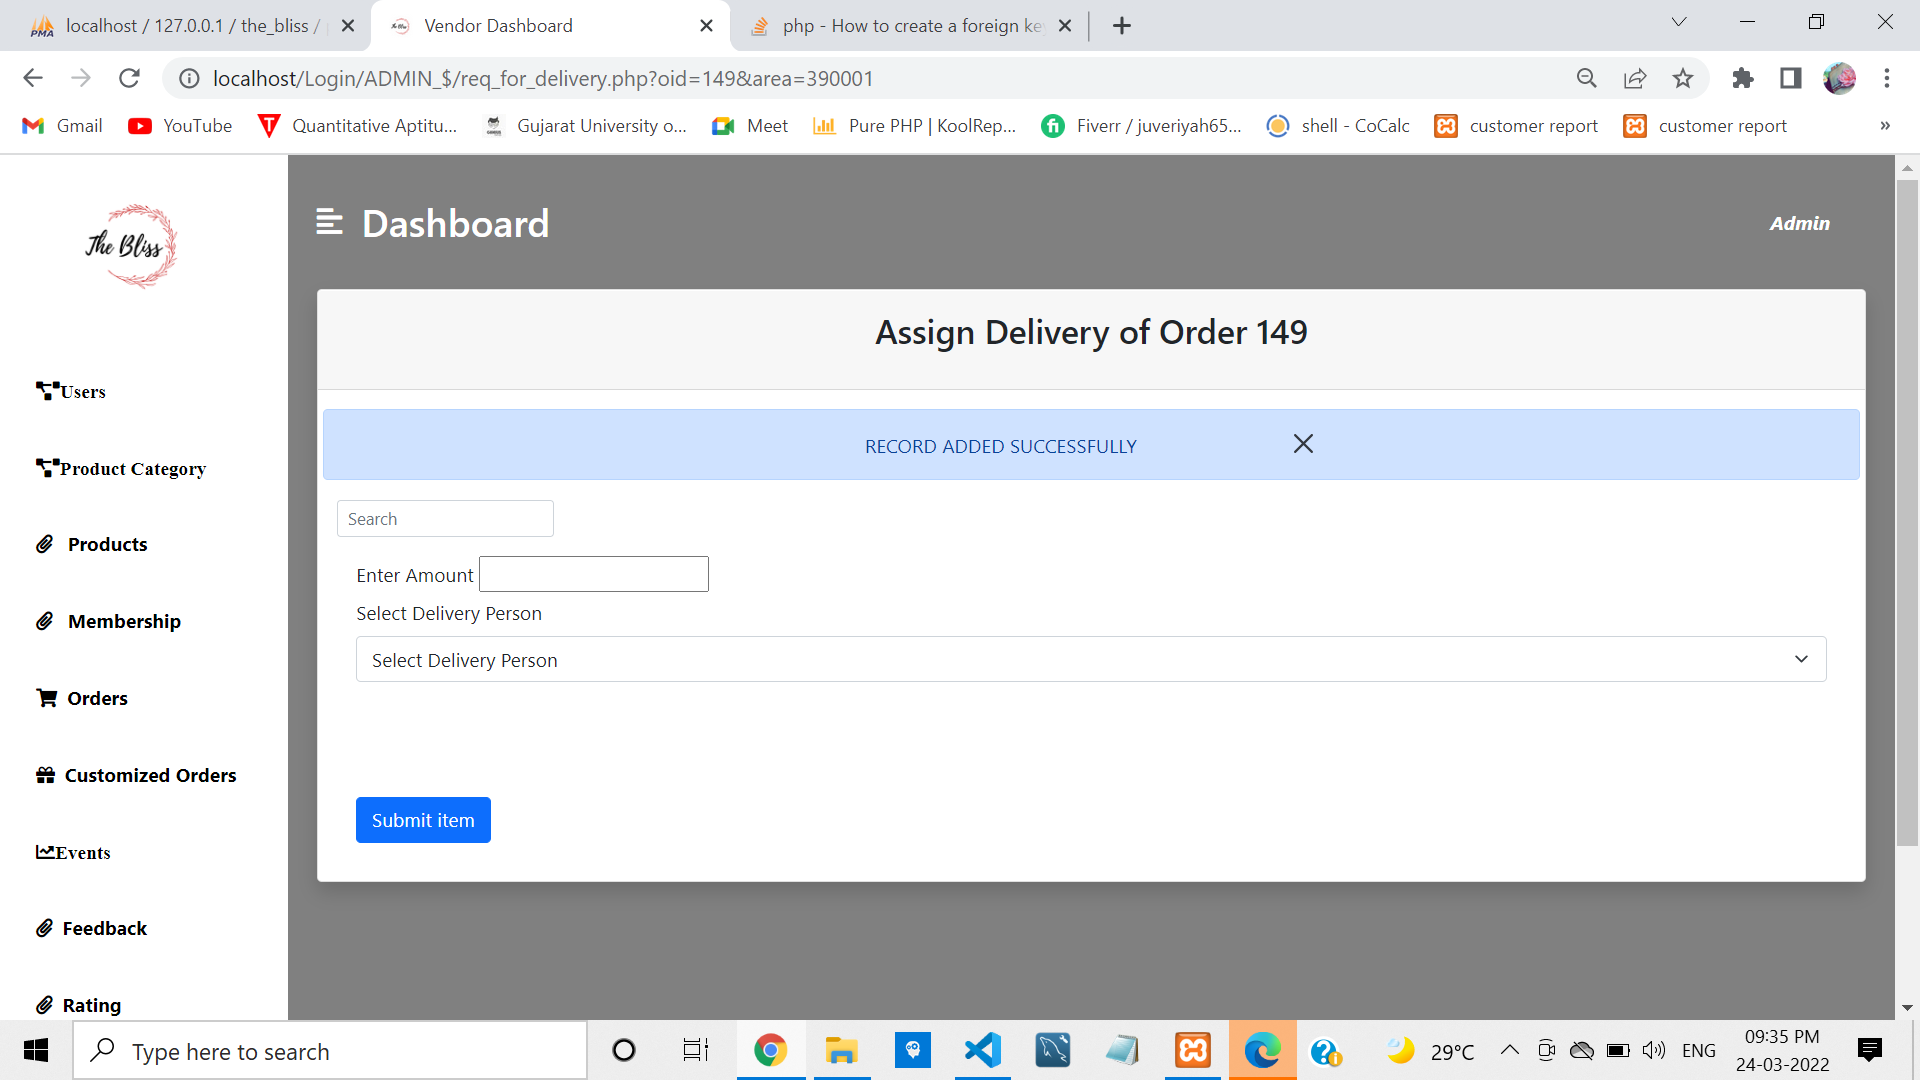 localhost / 127.0.0.1 / the_bliss /
Vendor Dashboard
php - How to create a foreign ke
localhost/Login/ADMIN_$/req_for_delivery.php?oid=149&area=390001
Gmail
YouTube
Quantitative Aptitu...
Gujarat University o...
Meet
Pure PHP | KoolRep...
Fiverr / juveriyah65...
shell - CoCalc
customer report
customer report
»
The Bliss
Dashboard
Admin
Users
Product Category
Products
Membership
Orders
Customized Orders
Events
Feedback
Rating
Assign Delivery of Order 149
RECORD ADDED SUCCESSFULLY
Search
Enter Amount
Select Delivery Person
Select Delivery Person
Submit item
Type here to search
29°C
ENG
09:35 PM
24-03-2022